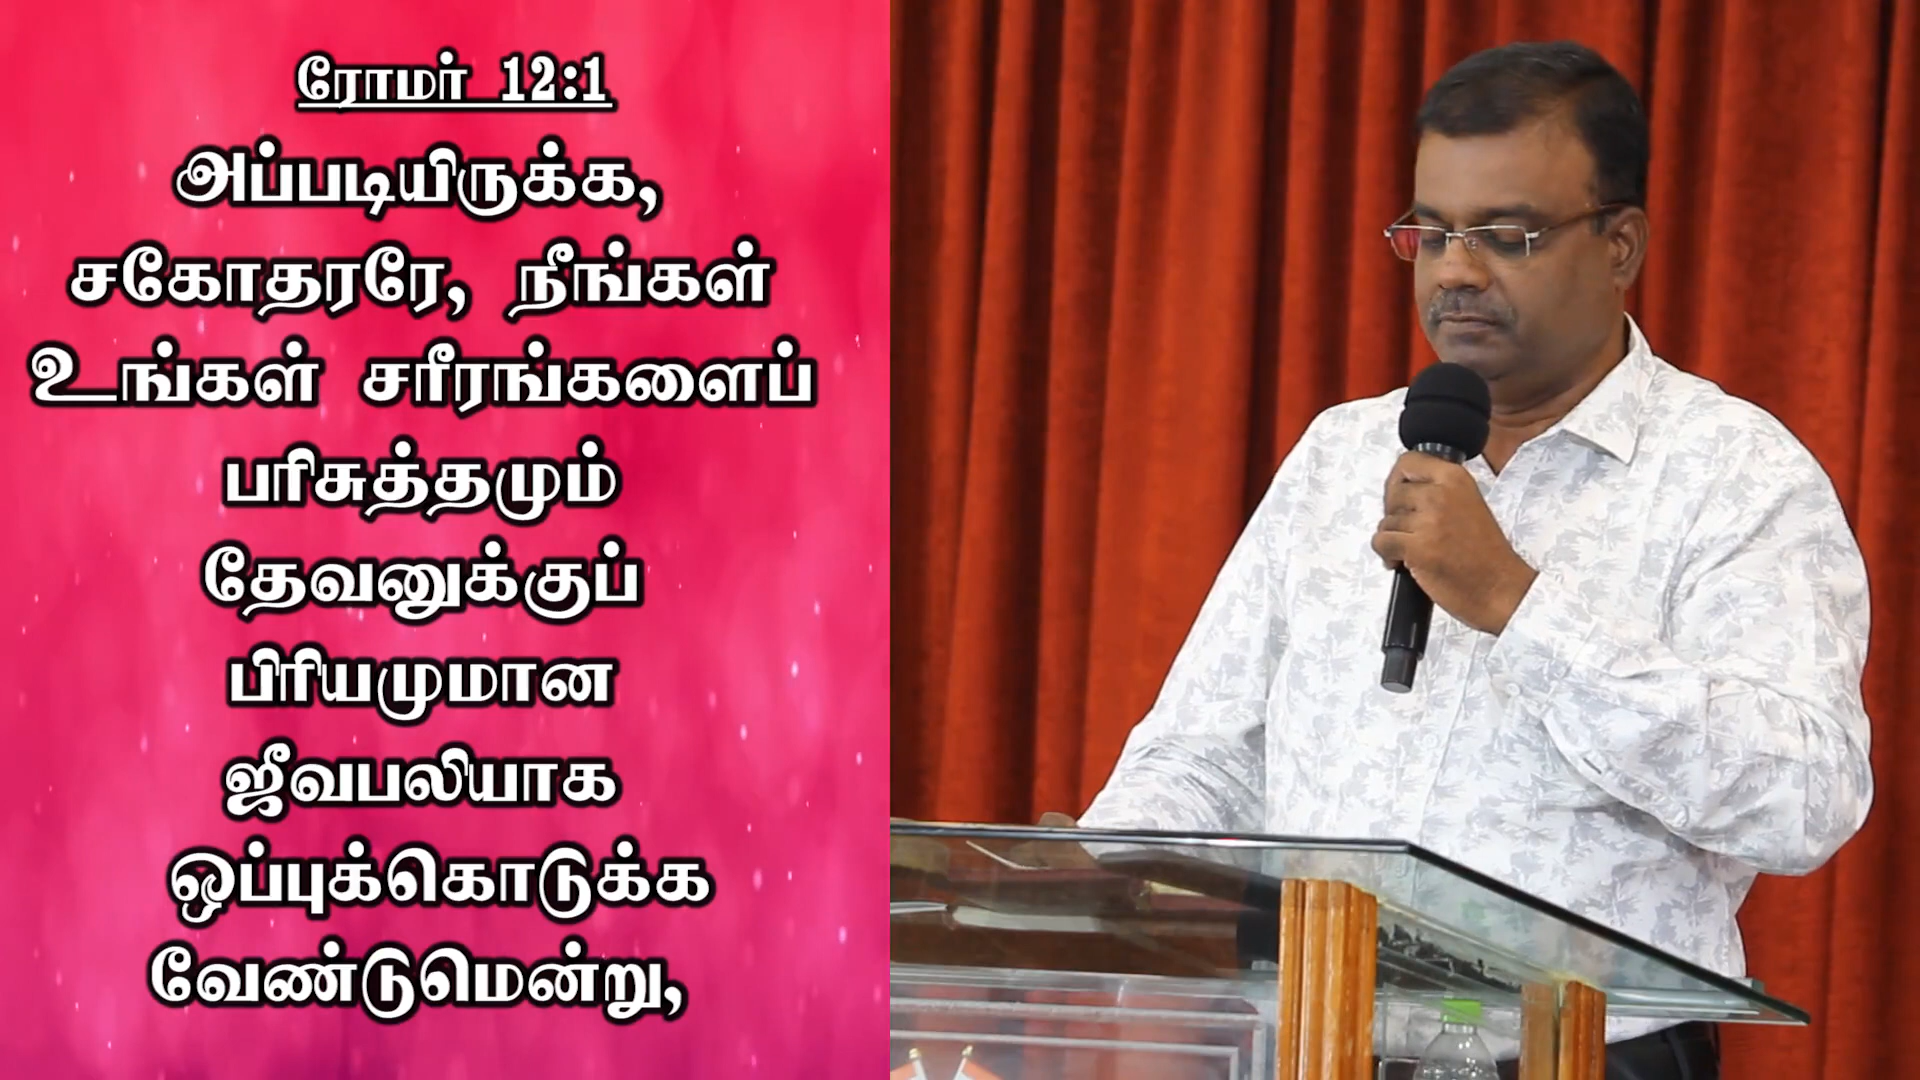 ரோமர் 12:1
அப்படியிருக்க,
சகோதரரே, நீங்கள்
உங்கள் சரீரங்களைப்
பரிசுத்தமும்
தேவனுக்குப்
பிரியமுமான
ஜீவபலியாக
ஒப்புக்கொடுக்க
வேண்டுமென்று,